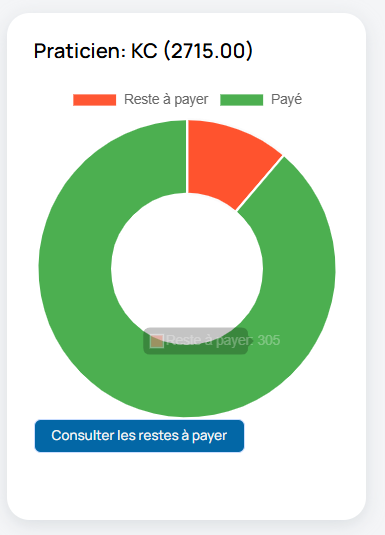 Praticien: KC (2715.00)
Reste à payer Payé
Reste à payer: 305
Consulter les restes à payer